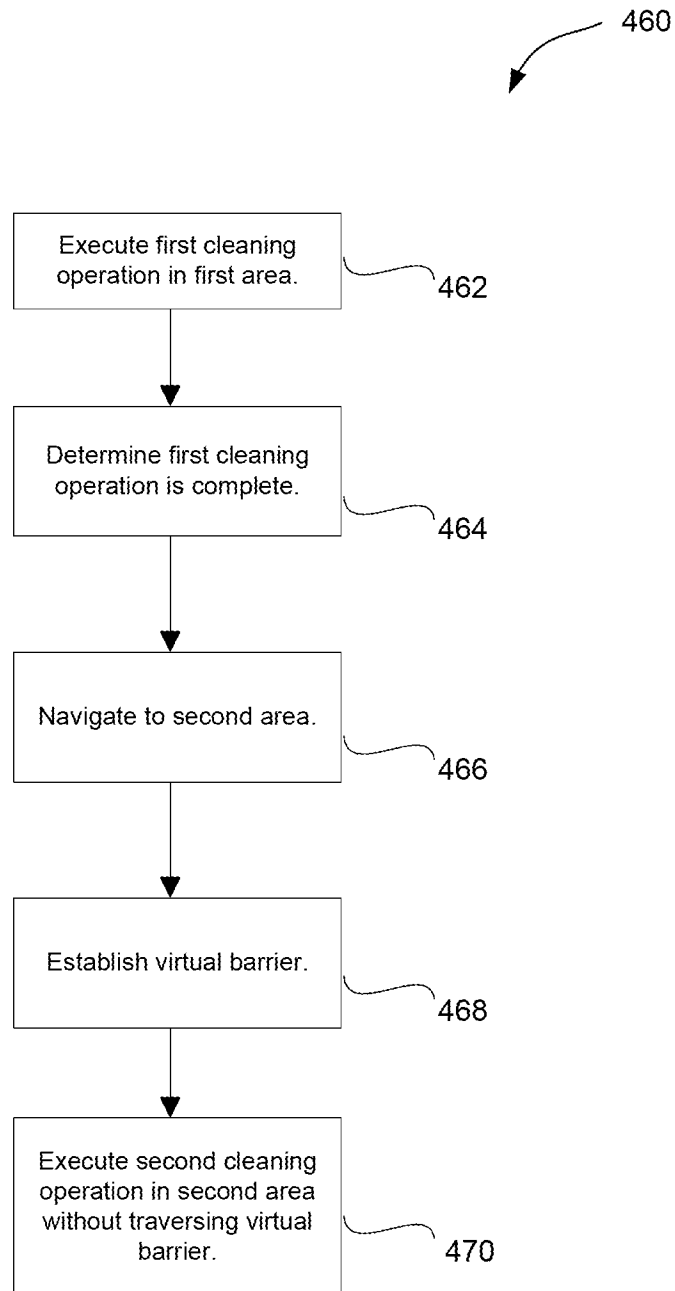 460
Execute first cleaning
operation in first area.
462
Determine first cleaning
operation is complete.
464
Navigate to second area.
466
Establish virtual barrier.
468
Execute second cleaning
operation in second area
without traversing virtual
barrier.
470